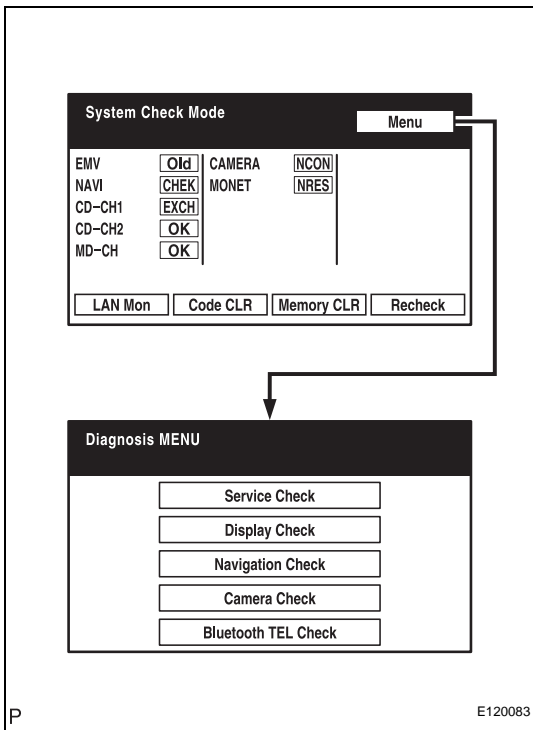 System Check Mode
Menu
EMV Old CAMERA NCON
NAVI CHEK MONET NRES
CD-CH1 EXCH
CD-CH2 OK
MD-CH OK
LAN Mon Code CLR Memory CLR Recheck
Diagnosis MENU
Service Check
Display Check
Navigation Check
Camera Check
Bluetooth TEL Check
P E120083